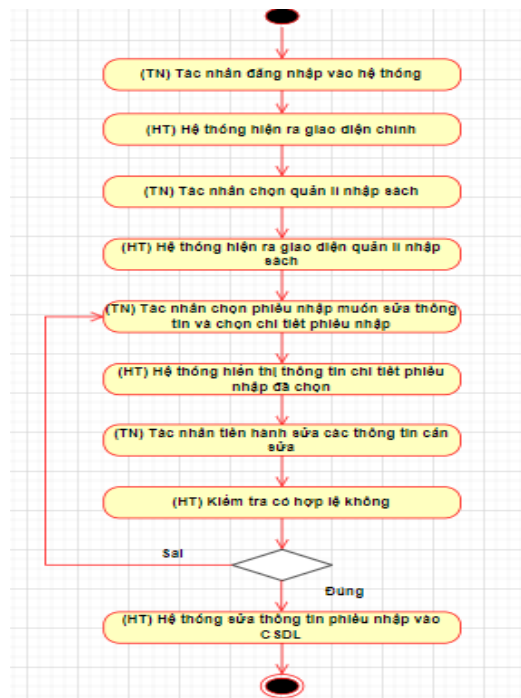 (TN) Tác nhân đăng nhập vào hệ thống
(HT) Hệ thống hiện ra giao diện chính
(TN) Tác nhân chọn quản lí nhập sách
(HT) Hệ thống hiện ra giao diện quản lí nhập
sách
(TN) Tác nhân chọn phiếu nhập muốn sửa thông
tin và chọn chi tiết phiếu nhập
(HT) Hệ thống hiển thị thông tin chi tiết phiếu
nhập đã chọn
(TN) Tác nhân tiến hành sửa các thông tin cần
sửa
(HT) Kiểm tra có hợp lệ không
Sai
Đúng
(HT) Hệ thống sửa thông tin phiếu nhập vào
CSDL